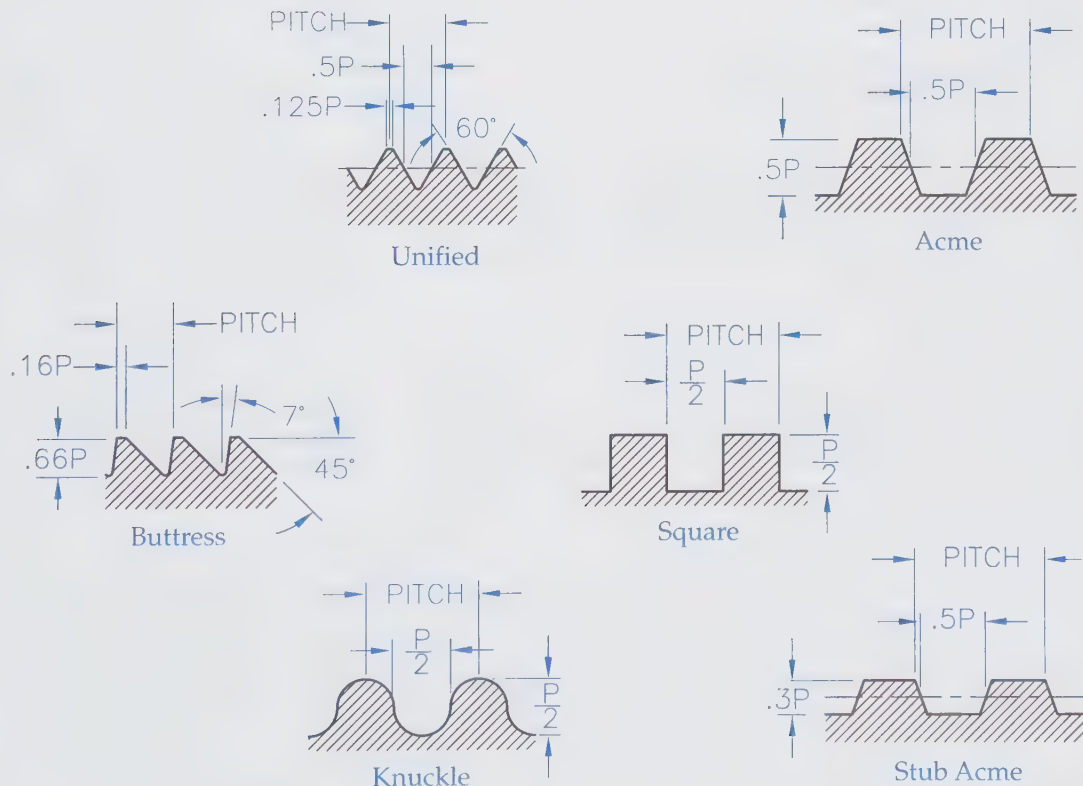 PITCH
.5P
.125P
60°
Unified
PITCH
.5P
.5P
Acme
PITCH
.16P
7°
.66P
45°
Buttress
PITCH
P
2
P
2
Square
PITCH
P
2
P
2
Knuckle
PITCH
.5P
.3P
Stub Acme